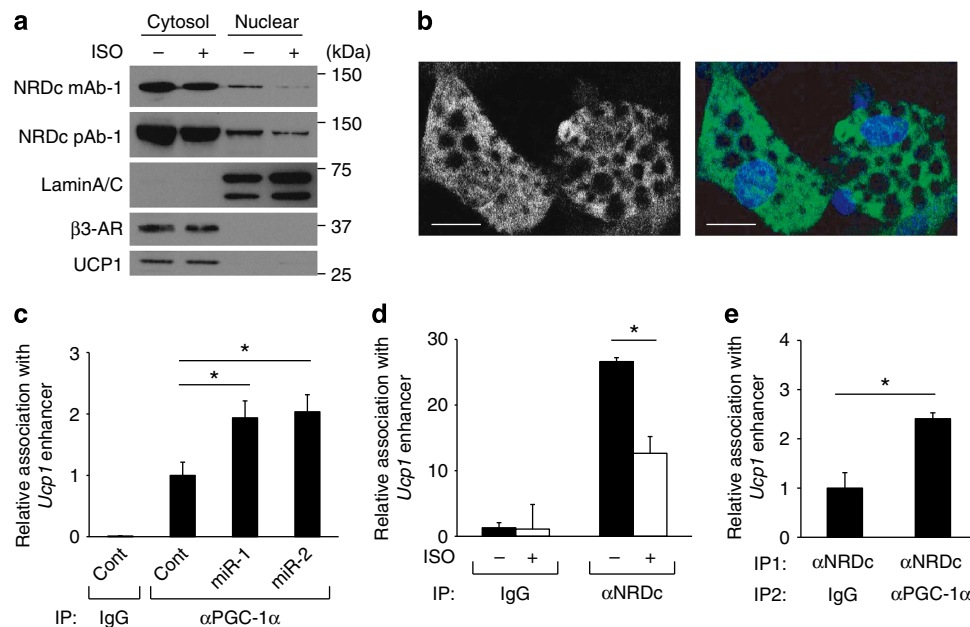 a
Cytosol Nuclear
ISO – + – + (kDa)
NRDc mAb-1
150
NRDc pAb-1
150
LaminA/C
75
50
β3-AR
37
UCP1
25
b
c
Relative association with
Ucp1 enhancer
3
2
1
0
Cont Cont miR-1 miR-2
* *
IP: IgG αPGC-1α
d
Relative association with
Ucp1 enhancer
30
20
10
0
*
ISO – + – +
IP: IgG αNRDc
e
Relative association with
Ucp1 enhancer
4
3
2
1
0
*
IP1: αNRDc αNRDc
IP2: IgG αPGC-1α